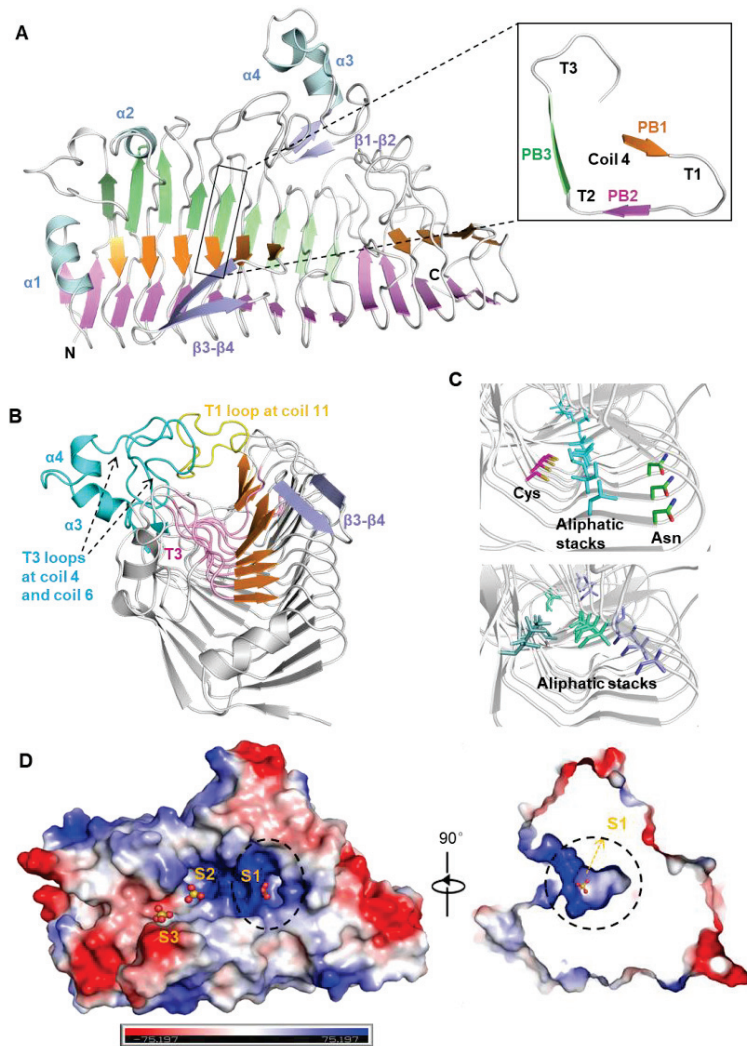 A
α4
α3
α2
β1-β2
α1
C
N
β3-β4
T3
PB1
PB3
Coil 4
T1
T2
PB2
B
T1 loop at coil 11
α4
α3
β3-β4
T3
T3 loops
at coil 4
and coil 6
C
Cys
Aliphatic
stacks
Asn
Aliphatic stacks
D
S2
S1
S3
90°
S1
-75.197
75.197